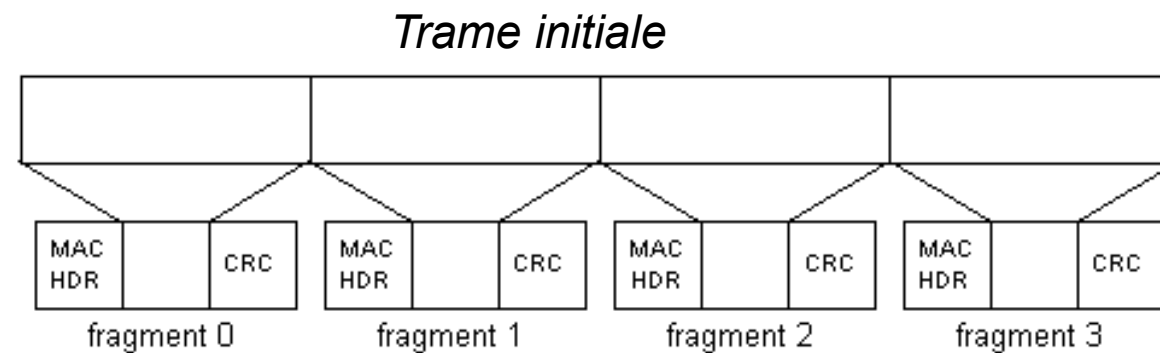 Trame initiale
MAC HDR CRC
MAC HDR CRC
MAC HDR CRC
MAC HDR CRC
fragment 0 fragment 1 fragment 2 fragment 3